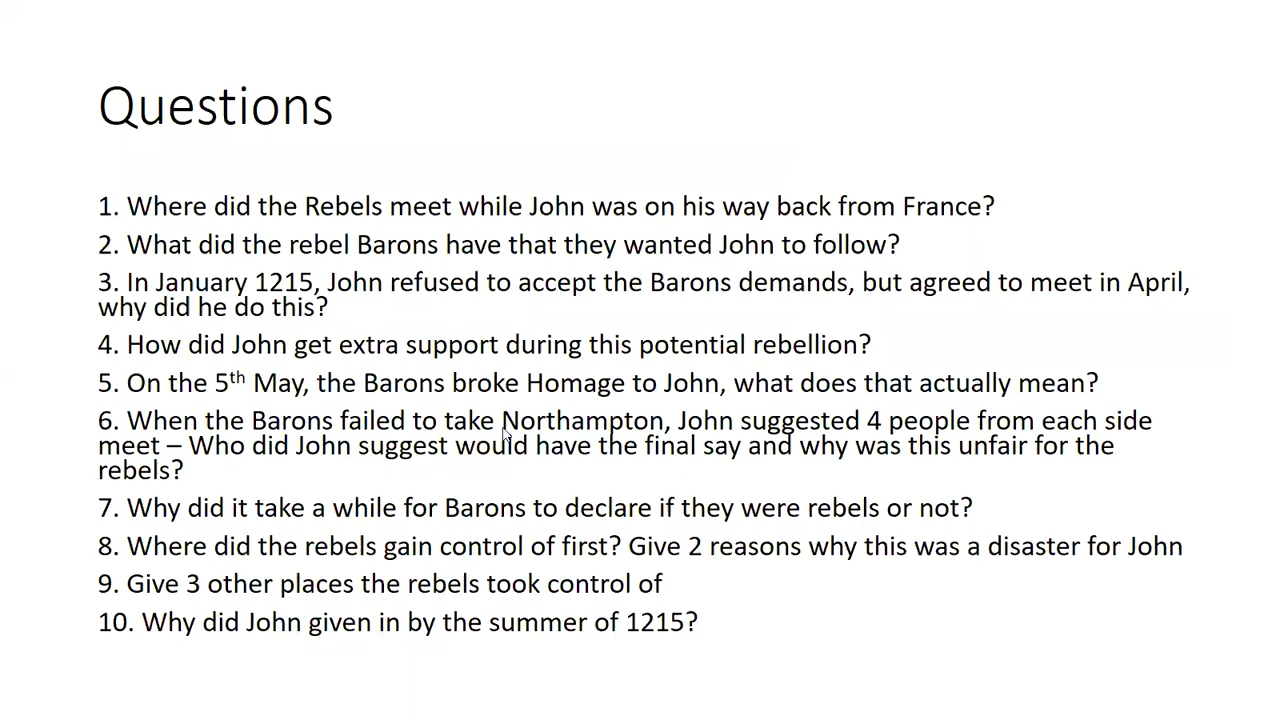 Questions
1. Where did the Rebels meet while John was on his way back from France?
2. What did the rebel Barons have that they wanted John to follow?
3. In January 1215, John refused to accept the Barons demands, but agreed to meet in April,
why did he do this?
4. How did John get extra support during this potential rebellion?
5. On the 5th May, the Barons broke Homage to John, what does that actually mean?
6. When the Barons failed to take Northampton, John suggested 4 people from each side
meet – Who did John suggest would have the final say and why was this unfair for the
rebels?
7. Why did it take a while for Barons to declare if they were rebels or not?
8. Where did the rebels gain control of first? Give 2 reasons why this was a disaster for John
9. Give 3 other places the rebels took control of
10. Why did John given in by the summer of 1215?